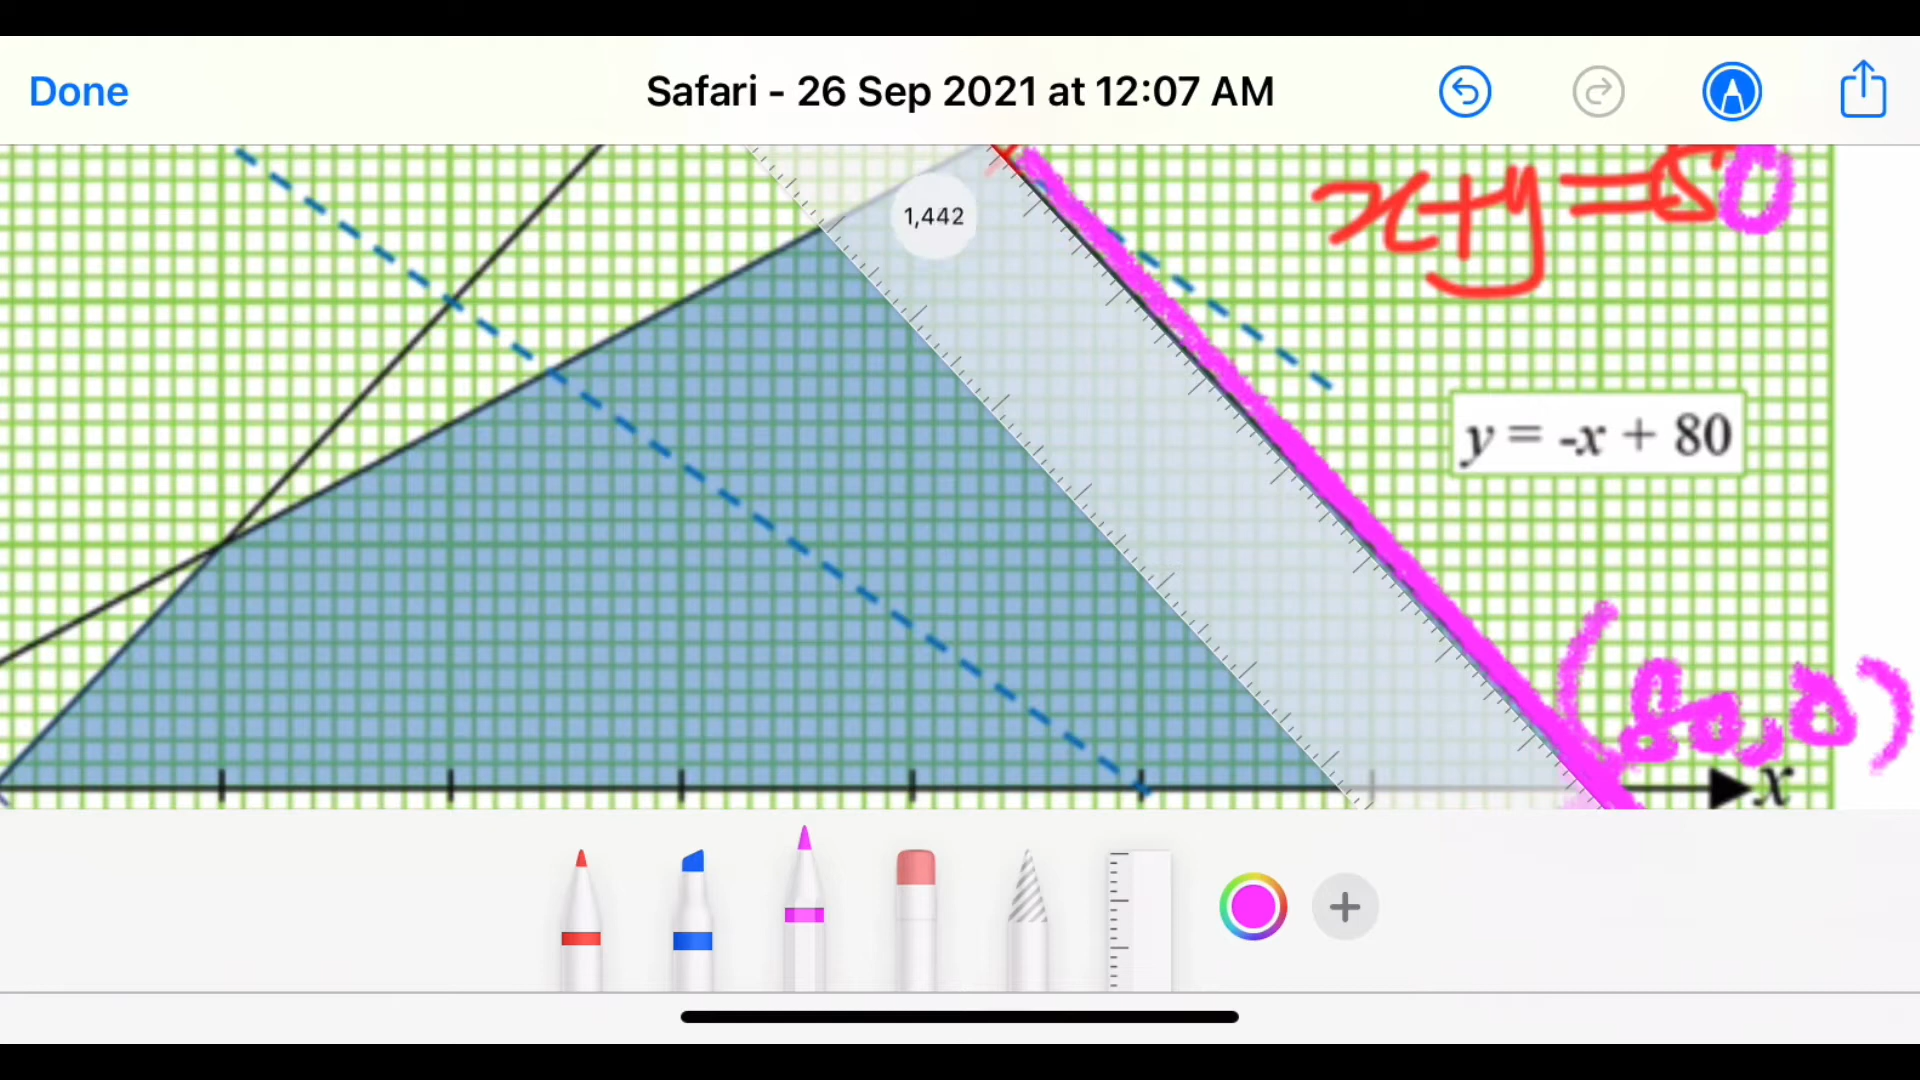 Done Safari - 26 Sep 2021 at 12:07 AM
1,442
x+y=80
y = -x + 80
(80,0)
x